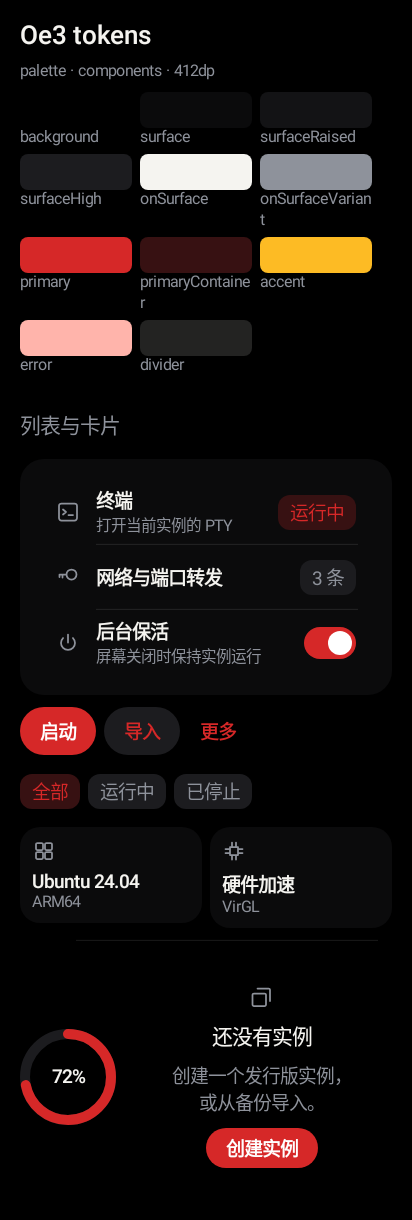 Oe3 tokens
palette · components · 412dp
background
surface
surfaceRaised
surfaceHigh
onSurface
onSurfaceVarian
t
primary
primaryContaine
r
accent
error
divider
列表与卡片
终端
打开当前实例的 PTY
运行中
网络与端口转发
3 条
后台保活
屏幕关闭时保持实例运行
启动
导入
更多
全部
运行中
已停止
Ubuntu 24.04
ARM64
硬件加速
VirGL
72%
还没有实例
创建一个发行版实例，
或从备份导入。
创建实例